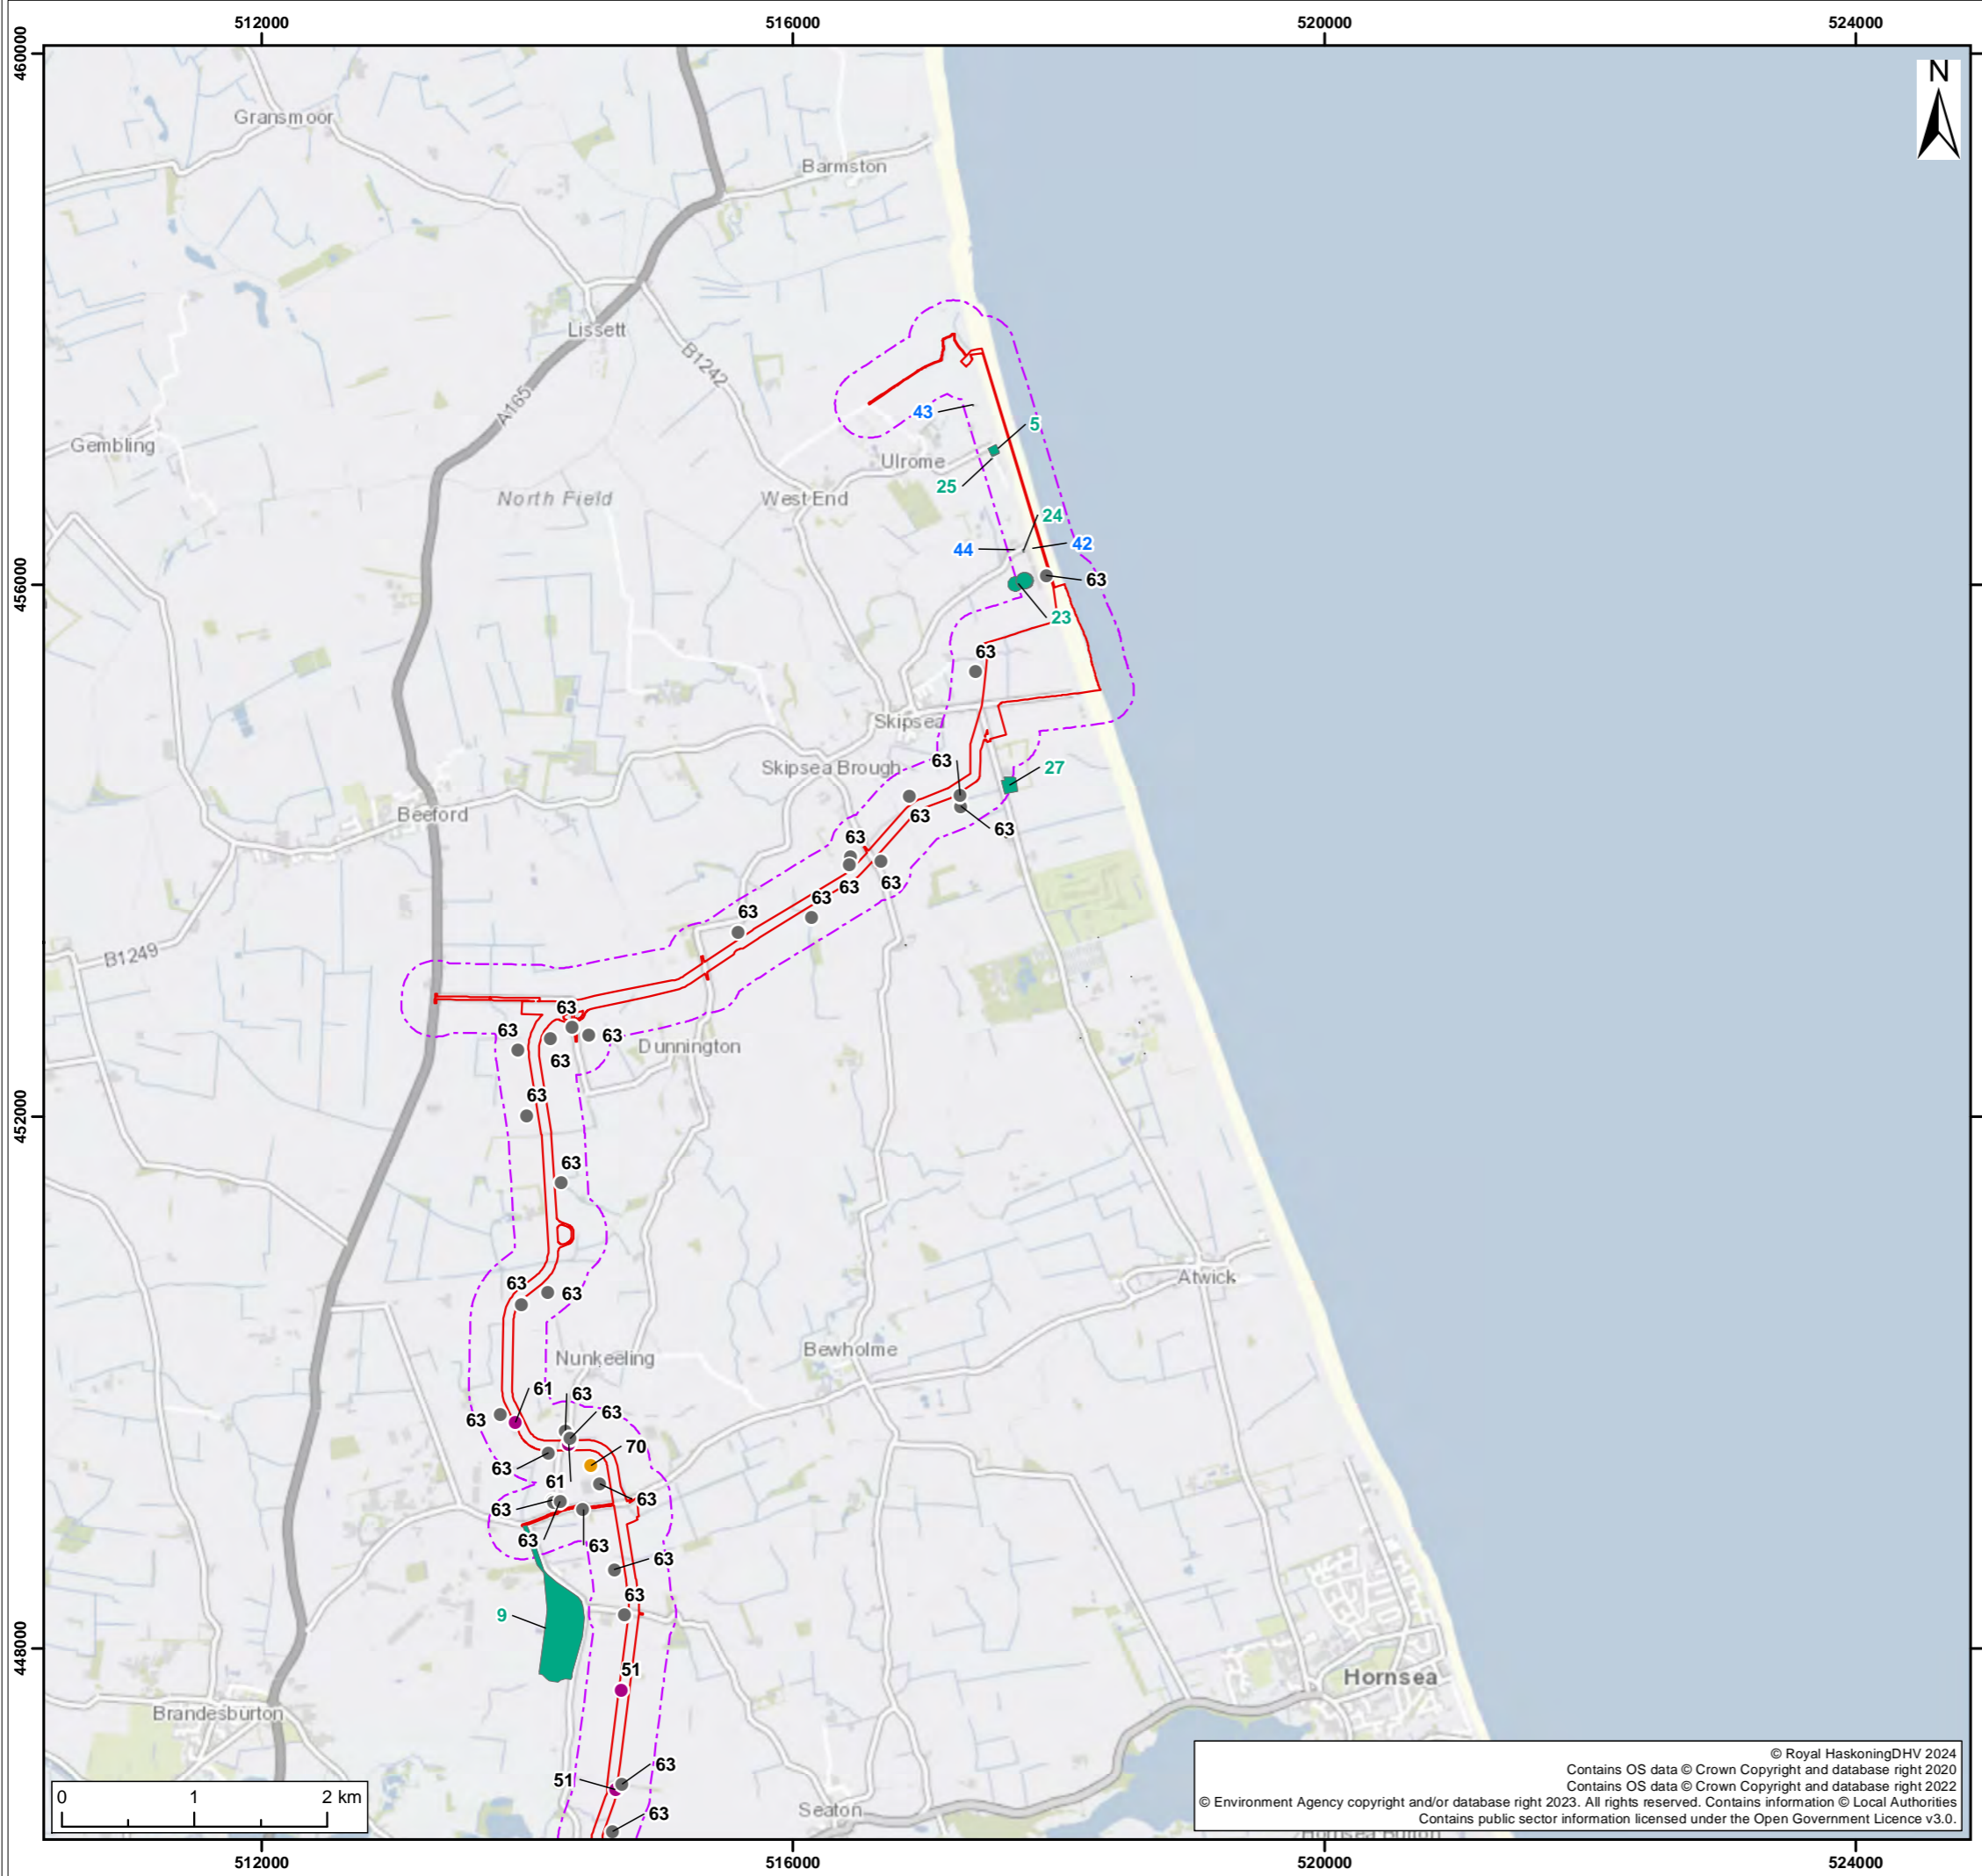 512000
516000
520000
524000
460000
N
Gransmoor
Barmston
Lissett
B1242
A165
43
5
Gembling
Ulrome
25
North Field
West End
24
44
42
456000
63
23
63
Skipsea
Skipsea Brough
63
27
Beeford
63
63
63
63
63
63
63
B1249
63
63
63
63
Dunnington
63
452000
63
Atwick
63
63
Bewholme
Nunkeeling
61
63
63
63
70
63
61
63
63
63
63
63
63
9
51
448000
Hornsea
Brandesburton
63
51
Seaton
63
0
1
2 km
© Royal HaskoningDHV 2024
Contains OS data © Crown Copyright and database right 2020
Contains OS data © Crown Copyright and database right 2022
© Environment Agency copyright and/or database right 2023. All rights reserved. Contains information © Local Authorities
Contains public sector information licensed under the Open Government Licence v3.0.
512000
516000
520000
524000